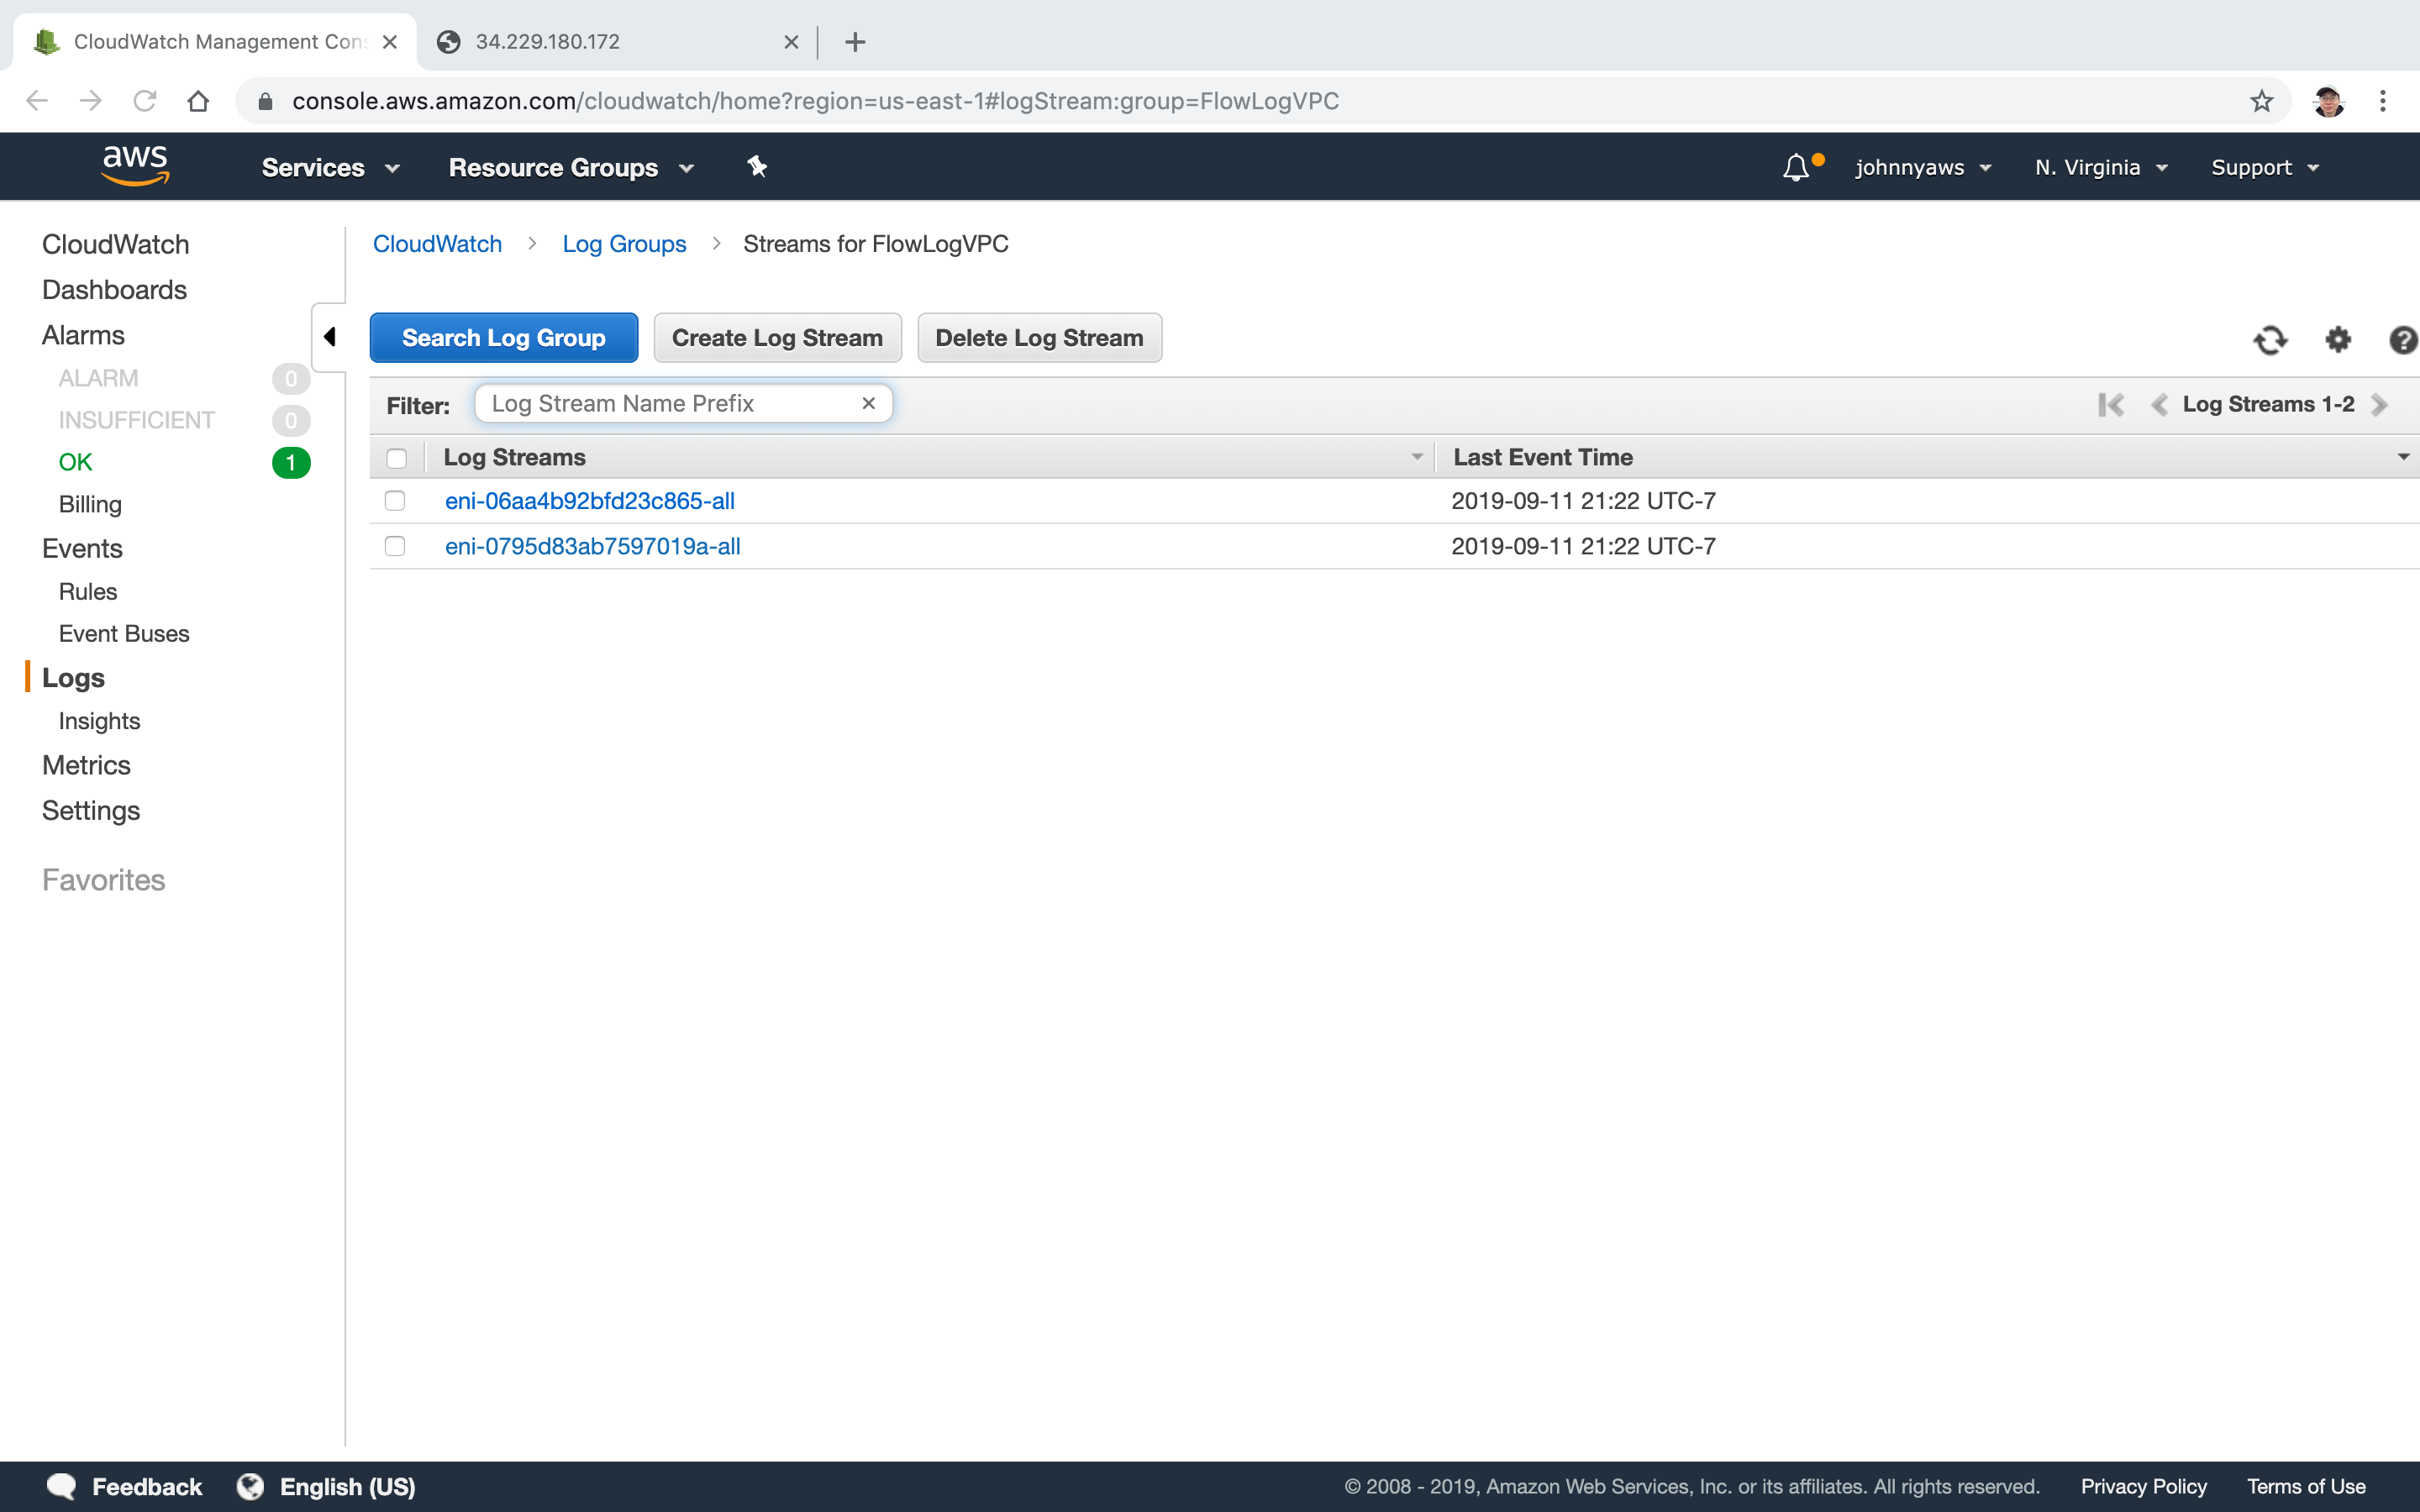 CloudWatch Management Con
34.229.180.172
console.aws.amazon.com/cloudwatch/home?region=us-east-1#logStream:group=FlowLogVPC
aws Services Resource Groups johnnyaws N. Virginia Support
CloudWatch
Dashboards
Alarms
ALARM 0
INSUFFICIENT 0
OK 1
Billing
Events
Rules
Event Buses
Logs
Insights
Metrics
Settings
Favorites
CloudWatch > Log Groups > Streams for FlowLogVPC
Search Log Group Create Log Stream Delete Log Stream
Filter: Log Stream Name Prefix × Log Streams 1-2
Log Streams Last Event Time
eni-06aa4b92bfd23c865-all 2019-09-11 21:22 UTC-7
eni-0795d83ab7597019a-all 2019-09-11 21:22 UTC-7
Feedback English (US) © 2008 - 2019, Amazon Web Services, Inc. or its affiliates. All rights reserved. Privacy Policy Terms of Use